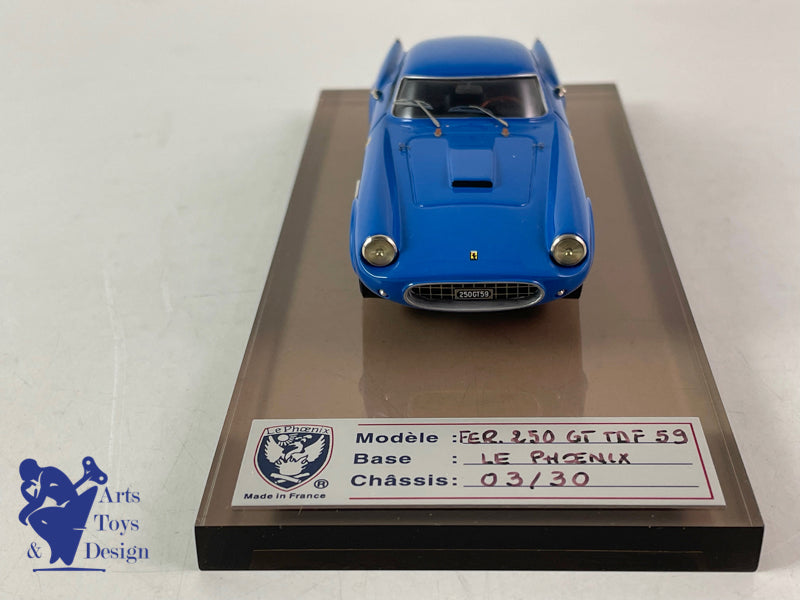 250GT59
Le Phœnix
®
Made in France
Modèle : FER. 250 GT TDF 59
Base : LE PHŒNIX
Châssis : 03/30
Arts
Toys
& Design